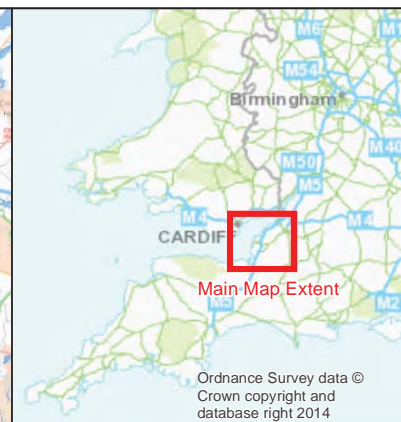 M6
M1
M54
Birmingham
M40
M50
M5
M4
CARDIFF
M4
Main Map Extent
M5
M2
Ordnance Survey data ©
Crown copyright and
database right 2014